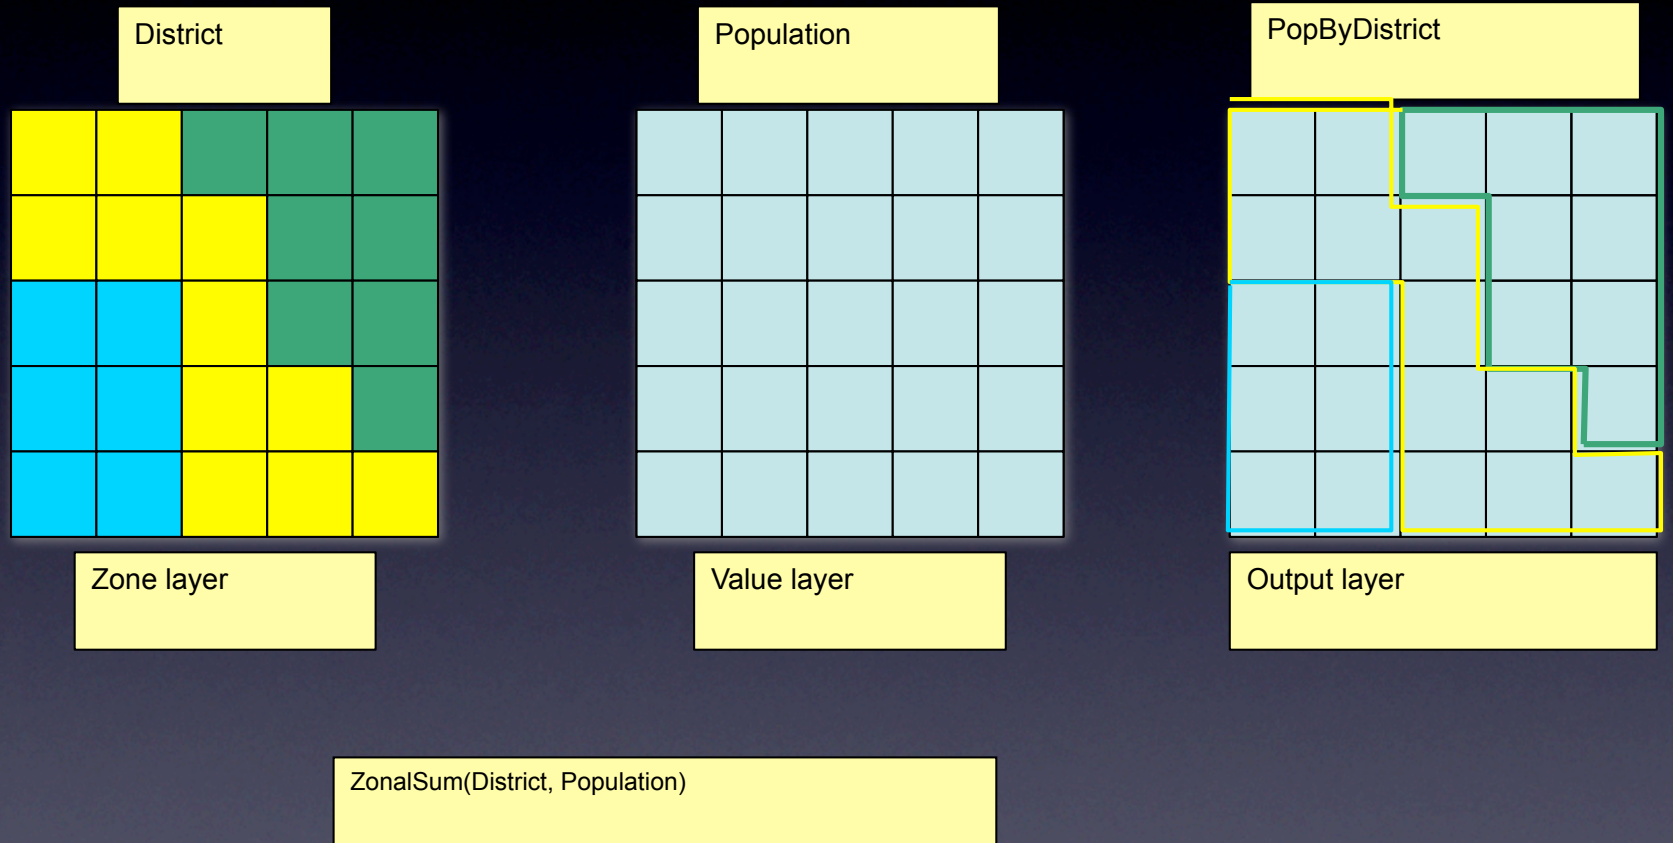 District
Population
PopByDistrict
Zone layer
Value layer
Output layer
ZonalSum(District, Population)